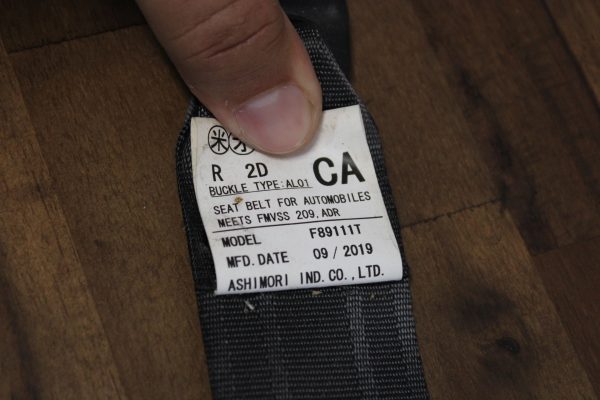 米
R 2D
BUCKLE TYPE:AL01 CA
SEAT BELT FOR AUTOMOBILES
MEETS FMVSS 209, ADR
MODEL F89111T
MFD. DATE 09/2019
ASHIMORI IND.CO.,LTD.